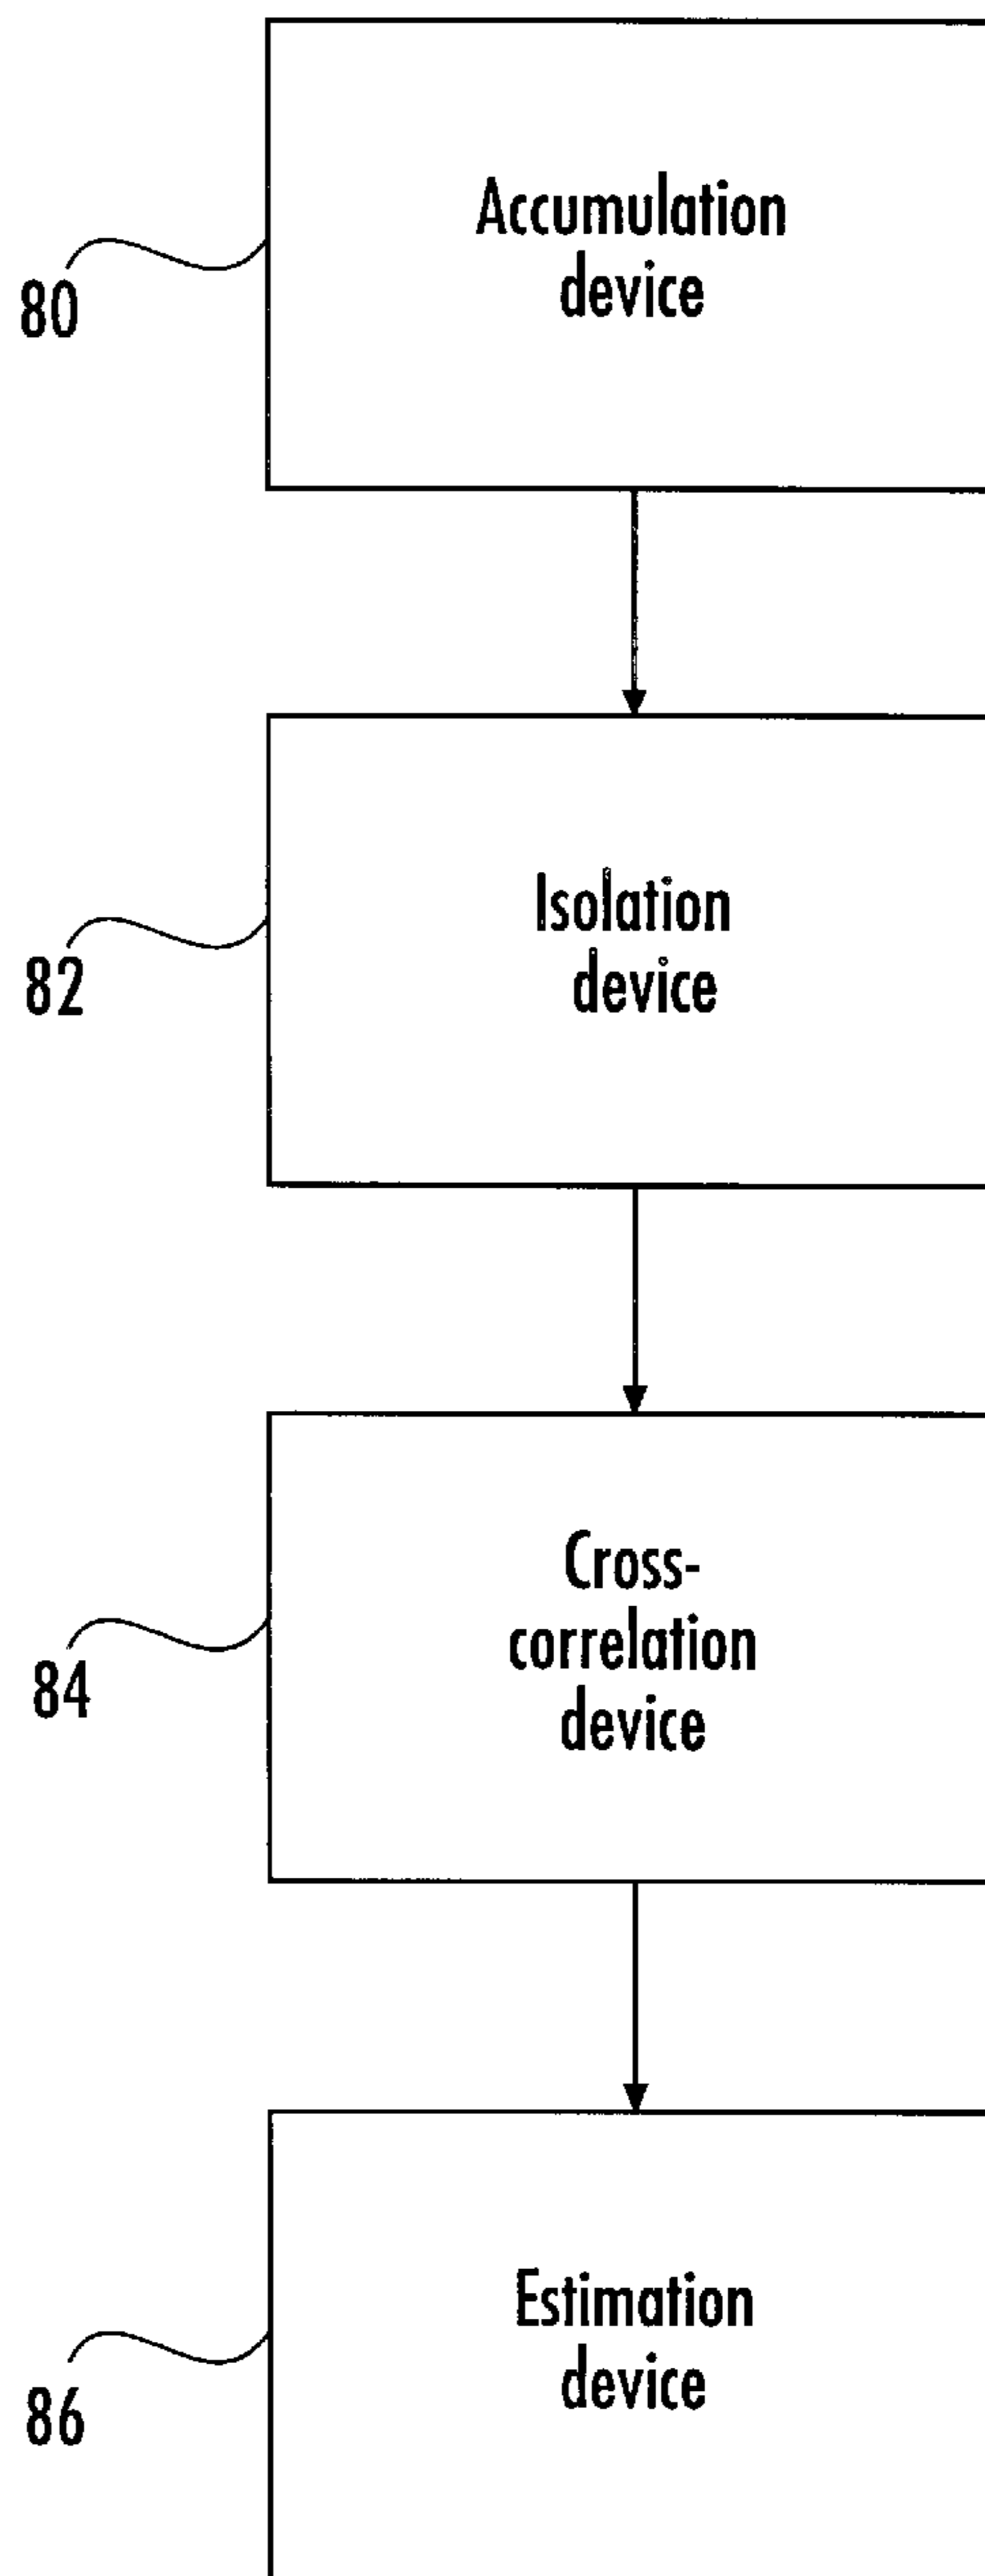 Accumulation
device
80
Isolation
device
82
Cross-
correlation
device
84
Estimation
device
86